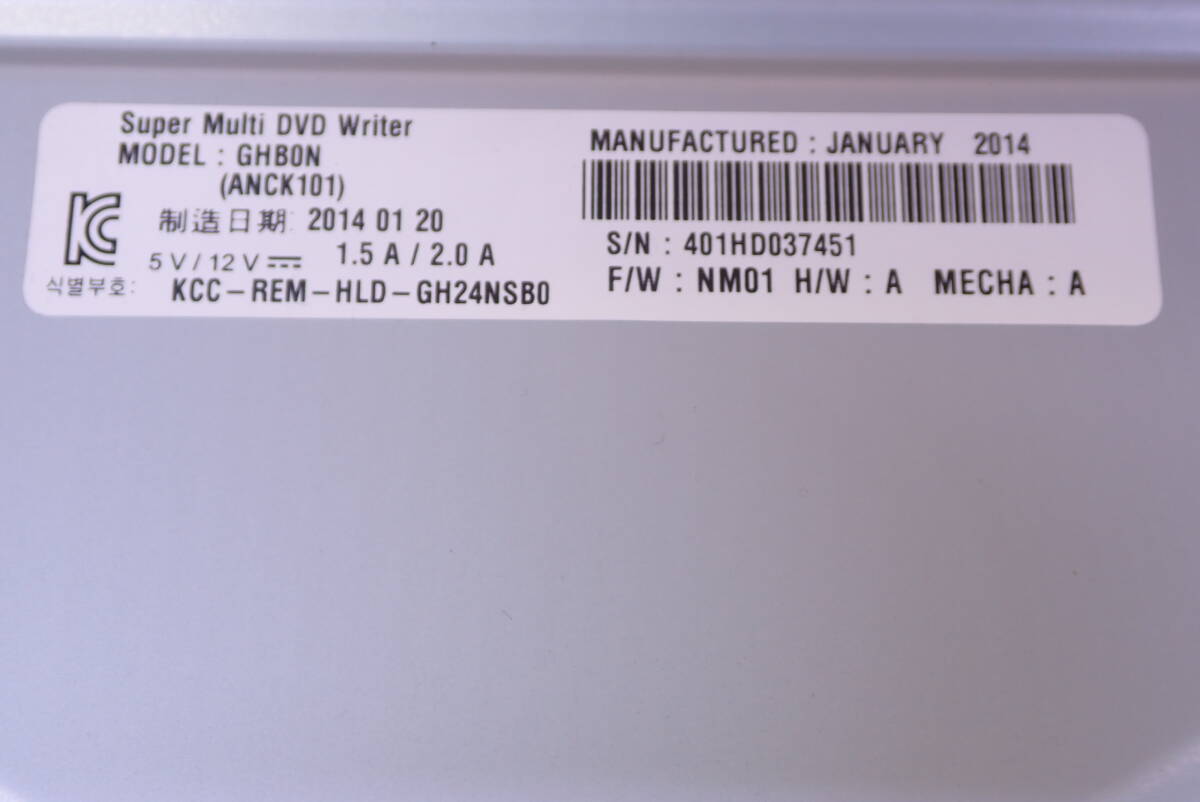 Super Multi DVD Writer
MODEL : GHB0N
(ANCK101)
制造日期: 2014 01 20
5 V / 12 V ⎓ 1.5 A / 2.0 A
식별부호: KCC-REM-HLD-GH24NSB0
MANUFACTURED : JANUARY 2014
S/N : 401HD037451
F/W : NM01 H/W : A MECHA : A